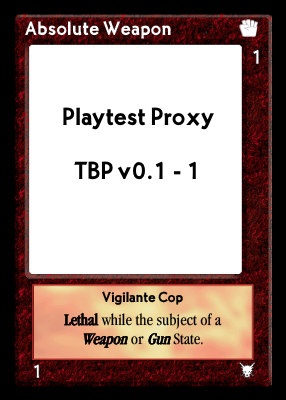 Absolute Weapon
1
Playtest Proxy
TBP v0.1 - 1
Vigilante Cop
Lethal while the subject of a
Weapon or Gun State.
1